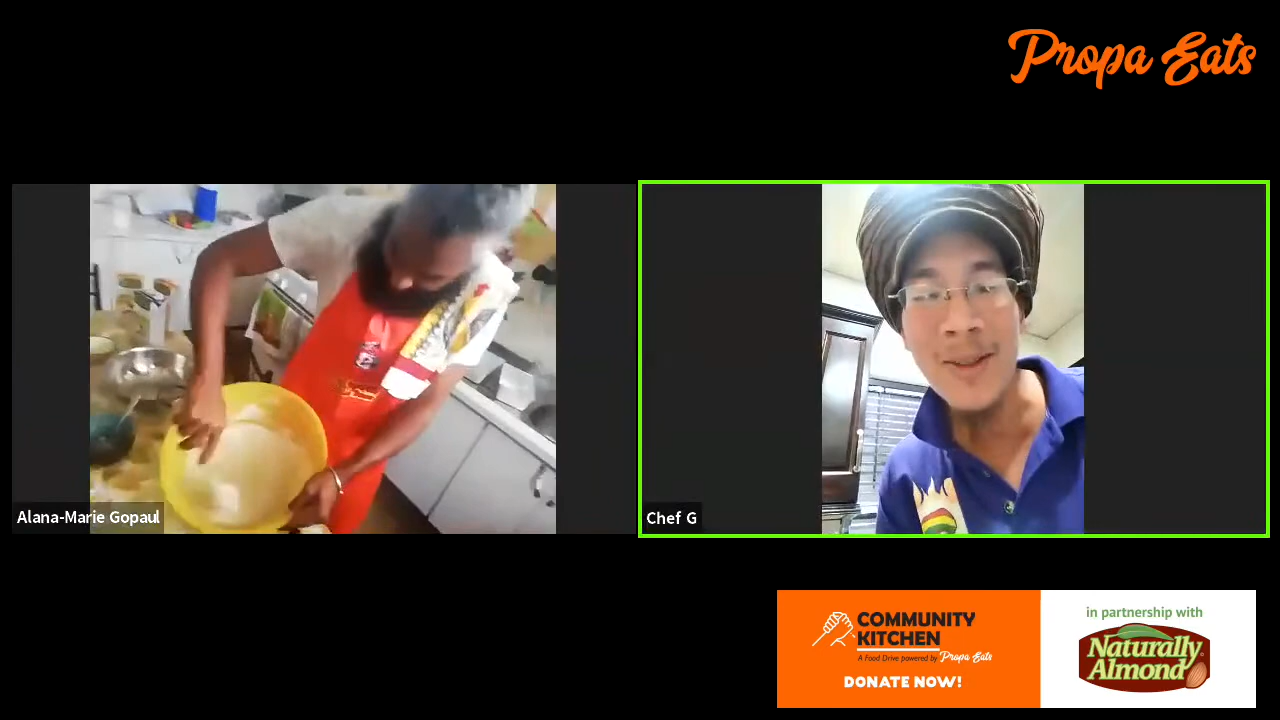 Propa Eats
Alana-Marie Gopaul
Chef G
COMMUNITY
KITCHEN
A Food Drive powered by Propa Eats
DONATE NOW!
in partnership with
Naturally
Almond